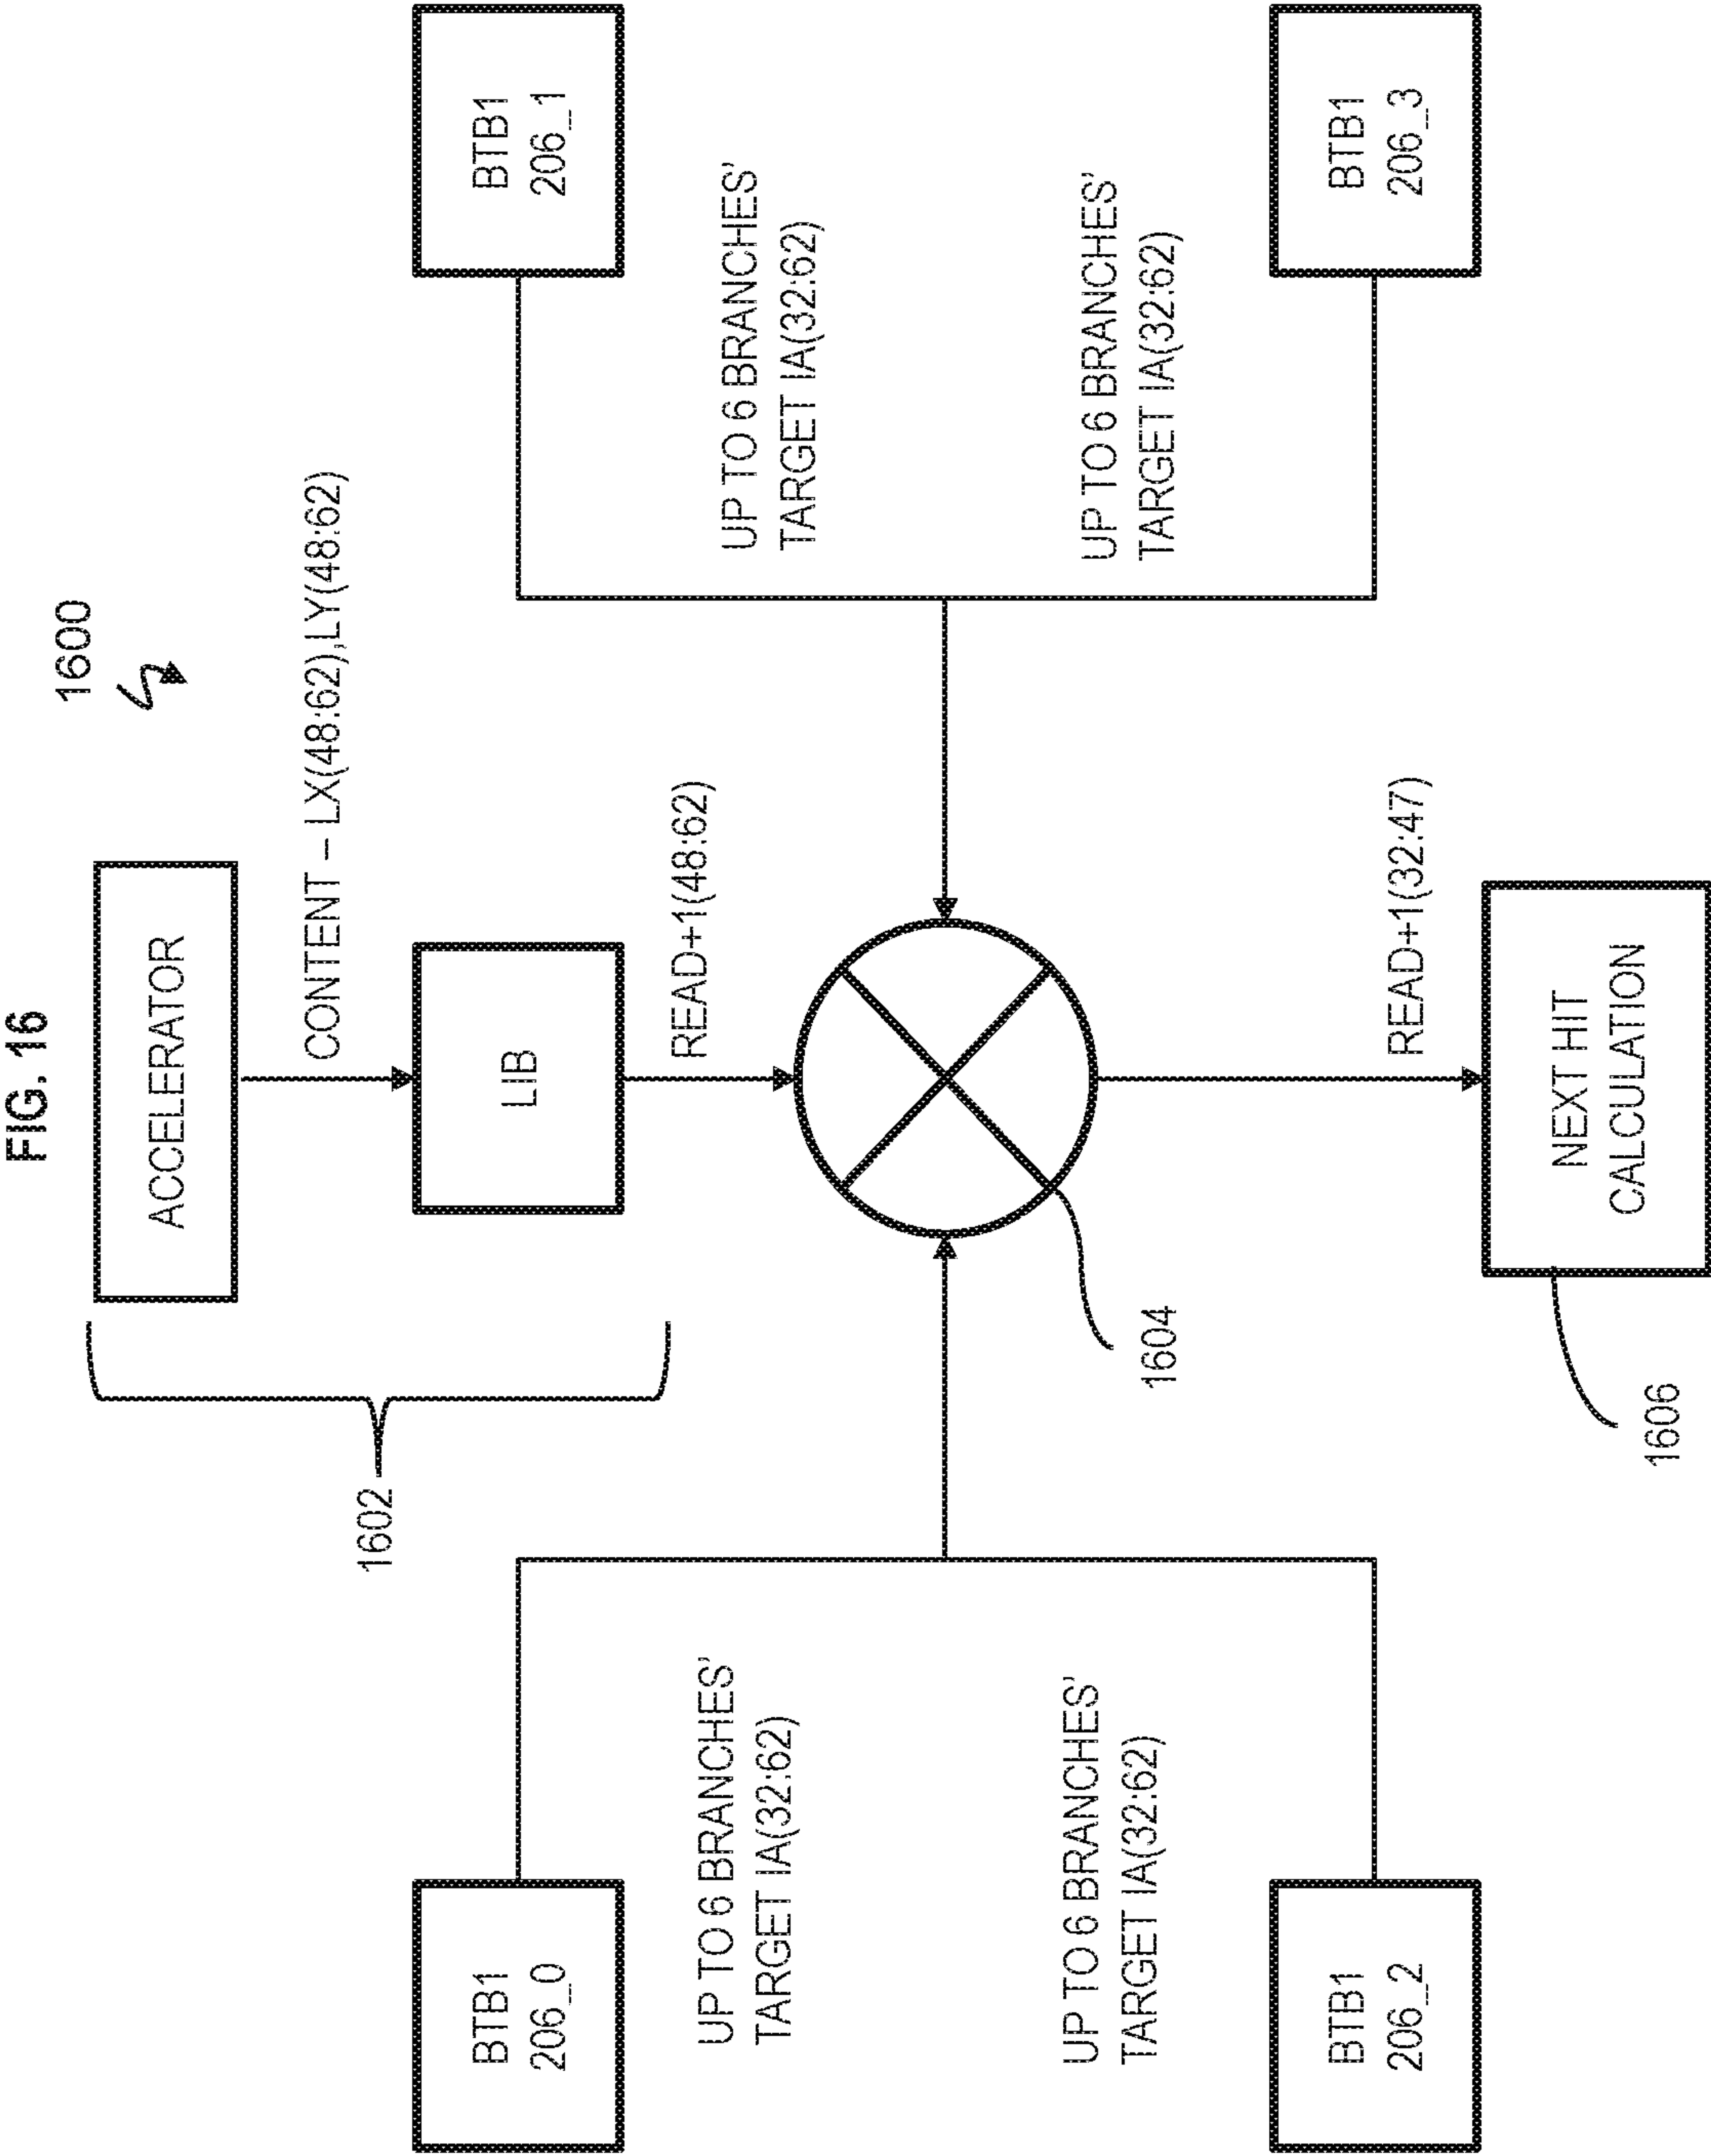 FIG. 16
1600
ACCELERATOR
CONTENT – LX(48:62),LY(48:62)
1602
LIB
READ+1(48:62)
BTB1
206_0
BTB1
206_1
UP TO 6 BRANCHES'
TARGET IA(32:62)
UP TO 6 BRANCHES'
TARGET IA(32:62)
1604
UP TO 6 BRANCHES'
TARGET IA(32:62)
UP TO 6 BRANCHES'
TARGET IA(32:62)
BTB1
206_2
BTB1
206_3
READ+1(32:47)
NEXT HIT
CALCULATION
1606